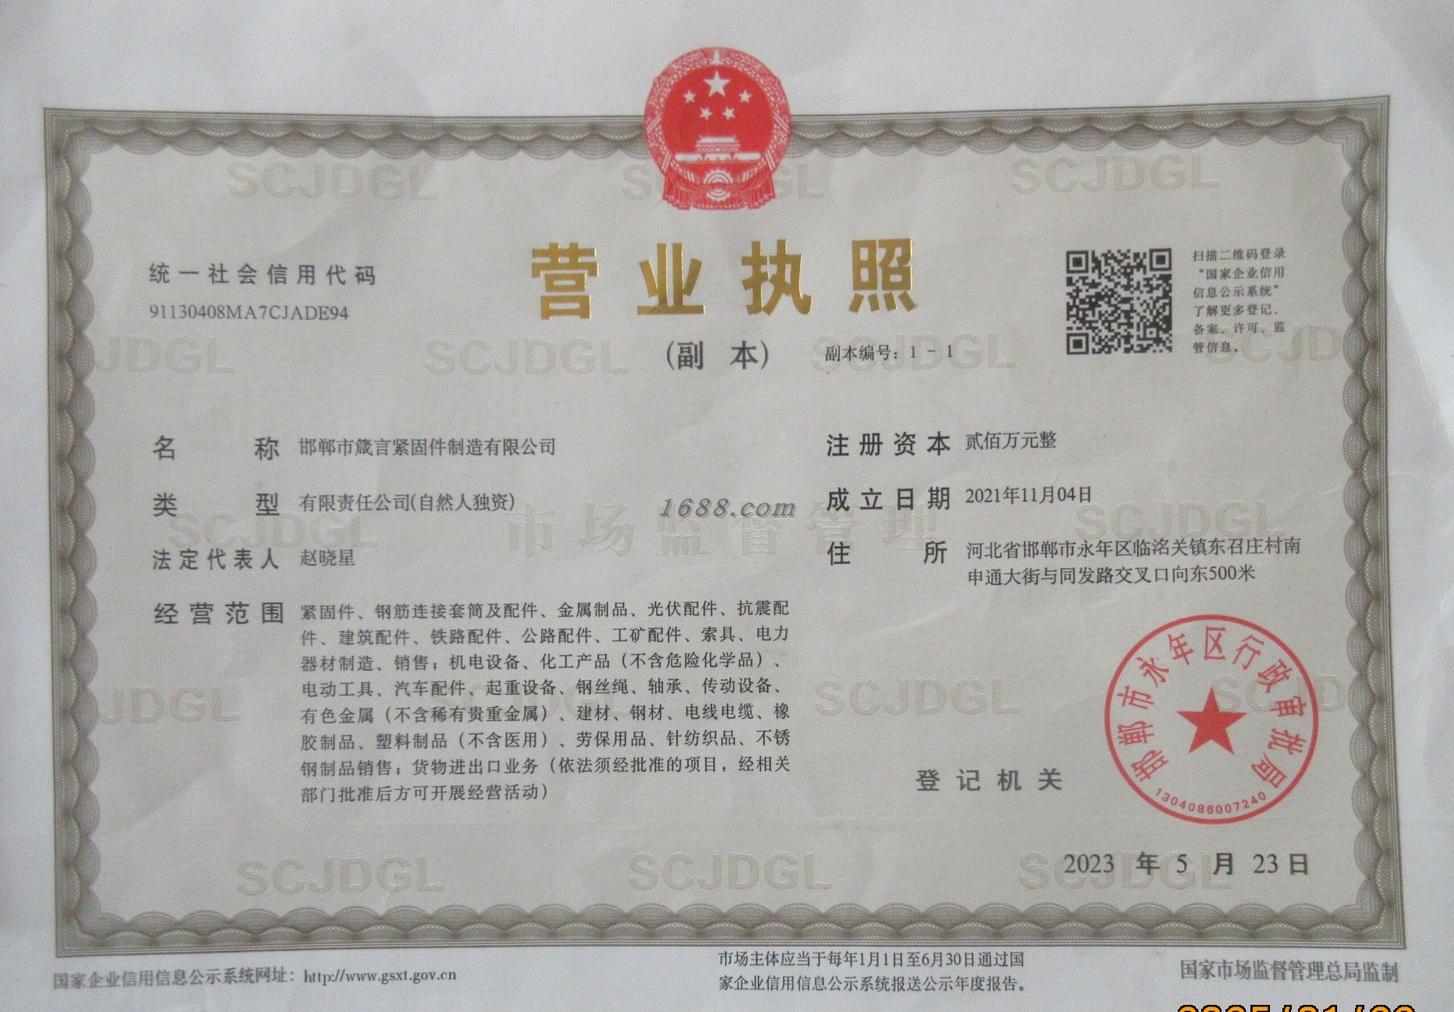 营业执照
(副 本)
副本编号：1－1
统一社会信用代码
91130408MA7CJADE94
扫描二维码登录
“国家企业信用
信息公示系统”
了解更多登记、
备案、许可、监
管信息。
名 称 邯郸市箴言紧固件制造有限公司
类 型 有限责任公司(自然人独资)
法定代表人 赵晓星
经营范围 紧固件、钢筋连接套筒及配件、金属制品、光伏配件、抗震配
件、建筑配件、铁路配件、公路配件、工矿配件、索具、电力
器材制造、销售；机电设备、化工产品（不含危险化学品）、
电动工具、汽车配件、起重设备、钢丝绳、轴承、传动设备、
有色金属（不含稀有贵重金属）、建材、钢材、电线电缆、橡
胶制品、塑料制品（不含医用）、劳保用品、针纺织品、不锈
钢制品销售；货物进出口业务（依法须经批准的项目，经相关
部门批准后方可开展经营活动）
注册资本 贰佰万元整
成立日期 2021年11月04日
住 所 河北省邯郸市永年区临洺关镇东召庄村南
申通大街与同发路交叉口向东500米
1688.com
市场监督管理
SCJDGL
登记机关
邯郸市永年区行政审批局
1304086007240
2023 年 5 月 23 日
国家企业信用信息公示系统网址：http://www.gsxt.gov.cn
市场主体应当于每年1月1日至6月30日通过国
家企业信用信息公示系统报送公示年度报告。
国家市场监督管理总局监制